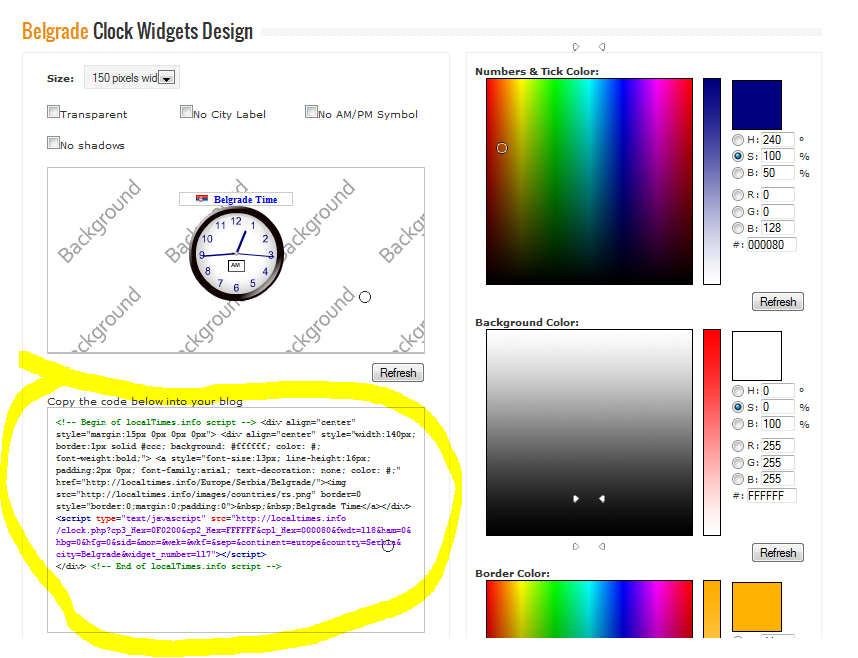 Belgrade Clock Widgets Design
Size: 150 pixels wid
Transparent
No City Label
No AM/PM Symbol
No shadows
Background
Background
Background
Background
Background
Background
Background
Background
Belgrade Time
12
1
2
3
4
5
6
7
8
9
10
11
AM
Refresh
Copy the code below into your blog
<!-- Begin of localTimes.info script --> <div align="center"
style="margin:15px 0px 0px 0px"> <div align="center" style="width:140px;
border:1px solid #ccc; background: #ffffff; color: #;
font-weight:bold;"> <a style="font-size:13px; line-height:16px;
padding:2px 0px; font-family:arial; text-decoration: none; color: #;"
href="http://localtimes.info/Europe/Serbia/Belgrade/"><img
src="http://localtimes.info/images/countries/rs.png" border=0
style="border:0;margin:0;padding:0">&nbsp;&nbsp;Belgrade Time</a></div>
<script type="text/javascript" src="http://localtimes.info
/clock.php?cp3_Hex=0F0200&cp2_Hex=FFFFFF&cp1_Hex=000080&fwdt=118&ham=0&
hbg=0&hfg=0&sid=&mon=&wek=&wkf=&sep=&continent=europe&country=Serbia&
city=Belgrade&widget_number=117"></script>
</div> <!-- End of localTimes.info script -->
Numbers & Tick Color:
H: 240 °
S: 100 %
B: 50 %
R: 0
G: 0
B: 128
#: 000080
Refresh
Background Color:
H: 0 °
S: 0 %
B: 100 %
R: 255
G: 255
B: 255
#: FFFFFF
Refresh
Border Color: